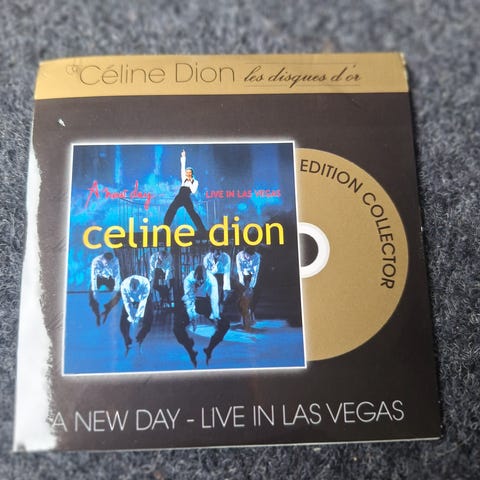 Céline Dion les disques d'or
A new day LIVE IN LAS VEGAS
celine dion
EDITION COLLECTOR
A NEW DAY - LIVE IN LAS VEGAS